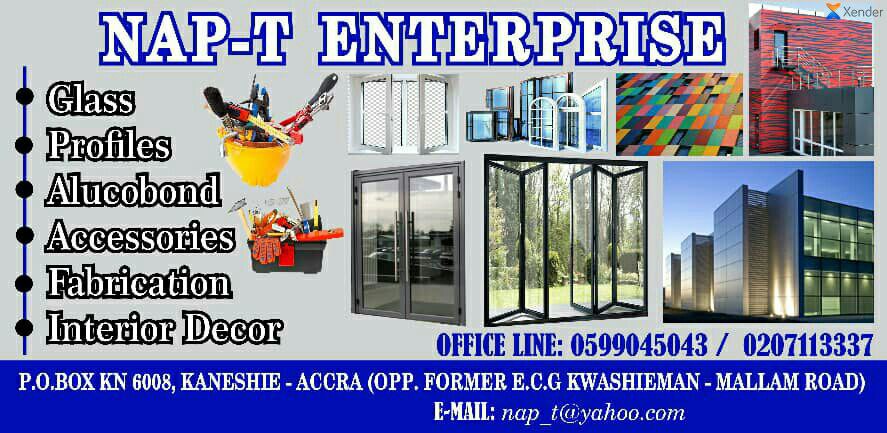 Xender
NAP-T ENTERPRISE
• Glass
• Profiles
• Alucobond
• Accessories
• Fabrication
• Interior Decor
OFFICE LINE: 0599045043 / 0207113337
P.O.BOX KN 6008, KANESHIE - ACCRA (OPP. FORMER E.C.G KWASHIEMAN - MALLAM ROAD)
E-MAIL: nap_t@yahoo.com